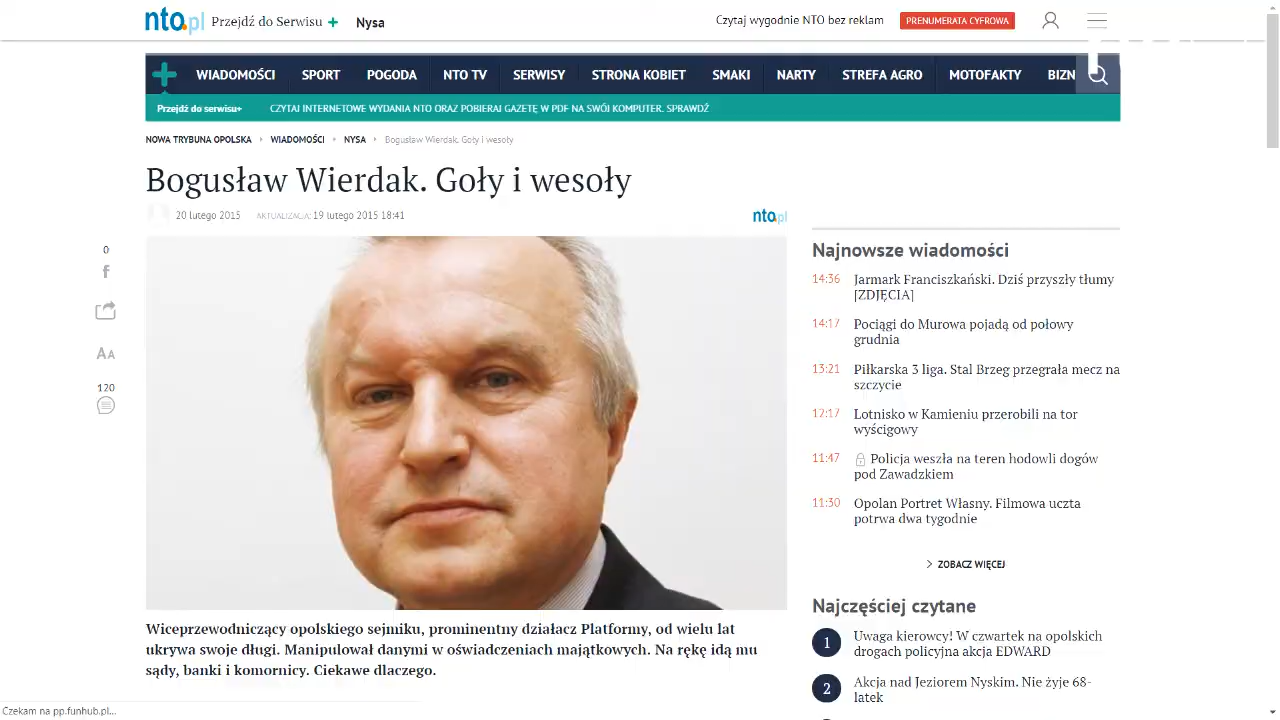 nto.pl Przejdź do Serwisu + Nysa
Czytaj wygodnie NTO bez reklam PRENUMERATA CYFROWA
WIADOMOŚCI SPORT POGODA NTO TV SERWISY STRONA KOBIET SMAKI NARTY STREFA AGRO MOTOFAKTY BIZN
Przejdź do serwisu+ CZYTAJ INTERNETOWE WYDANIA NTO ORAZ POBIERAJ GAZETĘ W PDF NA SWÓJ KOMPUTER. SPRAWDŹ
NOWA TRYBUNA OPOLSKA WIADOMOŚCI NYSA Bogusław Wierdak. Goły i wesoły
Bogusław Wierdak. Goły i wesoły
20 lutego 2015 AKTUALIZACJA: 19 lutego 2015 18:41
nto.pl
0
f
AA
120
Wiceprzewodniczący opolskiego sejmiku, prominentny działacz Platformy, od wielu lat
ukrywa swoje długi. Manipulował danymi w oświadczeniach majątkowych. Na rękę idą mu
sądy, banki i komornicy. Ciekawe dlaczego.
Najnowsze wiadomości
14:36 Jarmark Franciszkański. Dziś przyszły tłumy
[ZDJĘCIA]
14:17 Pociągi do Murowa pojadą od połowy
grudnia
13:21 Piłkarska 3 liga. Stal Brzeg przegrała mecz na
szczycie
12:17 Lotnisko w Kamieniu przerobili na tor
wyścigowy
11:47 Policja weszła na teren hodowli dogów
pod Zawadzkiem
11:30 Opolan Portret Własny. Filmowa uczta
potrwa dwa tygodnie
ZOBACZ WIĘCEJ
Najczęściej czytane
1 Uwaga kierowcy! W czwartek na opolskich
drogach policyjna akcja EDWARD
2 Akcja nad Jeziorem Nyskim. Nie żyje 68-
latek
Czekam na pp.funhub.pl...